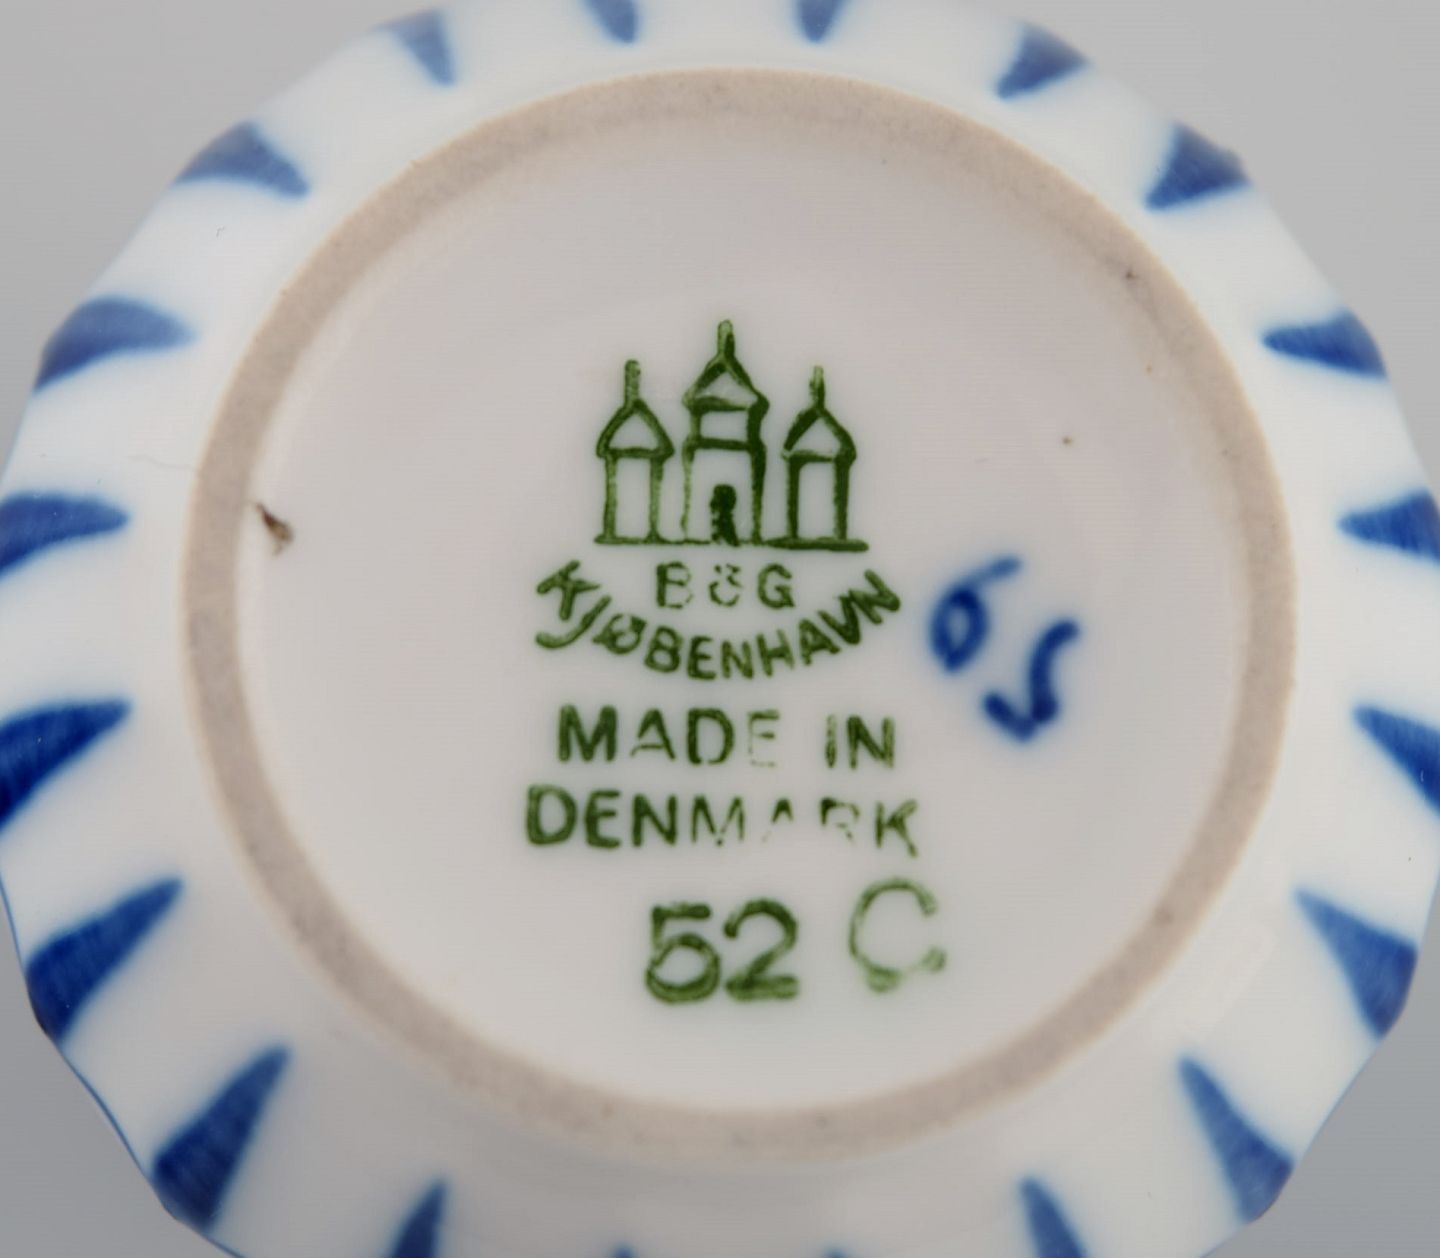 B&G
KJØBENHAVN
MADE IN
DENMARK
52 C